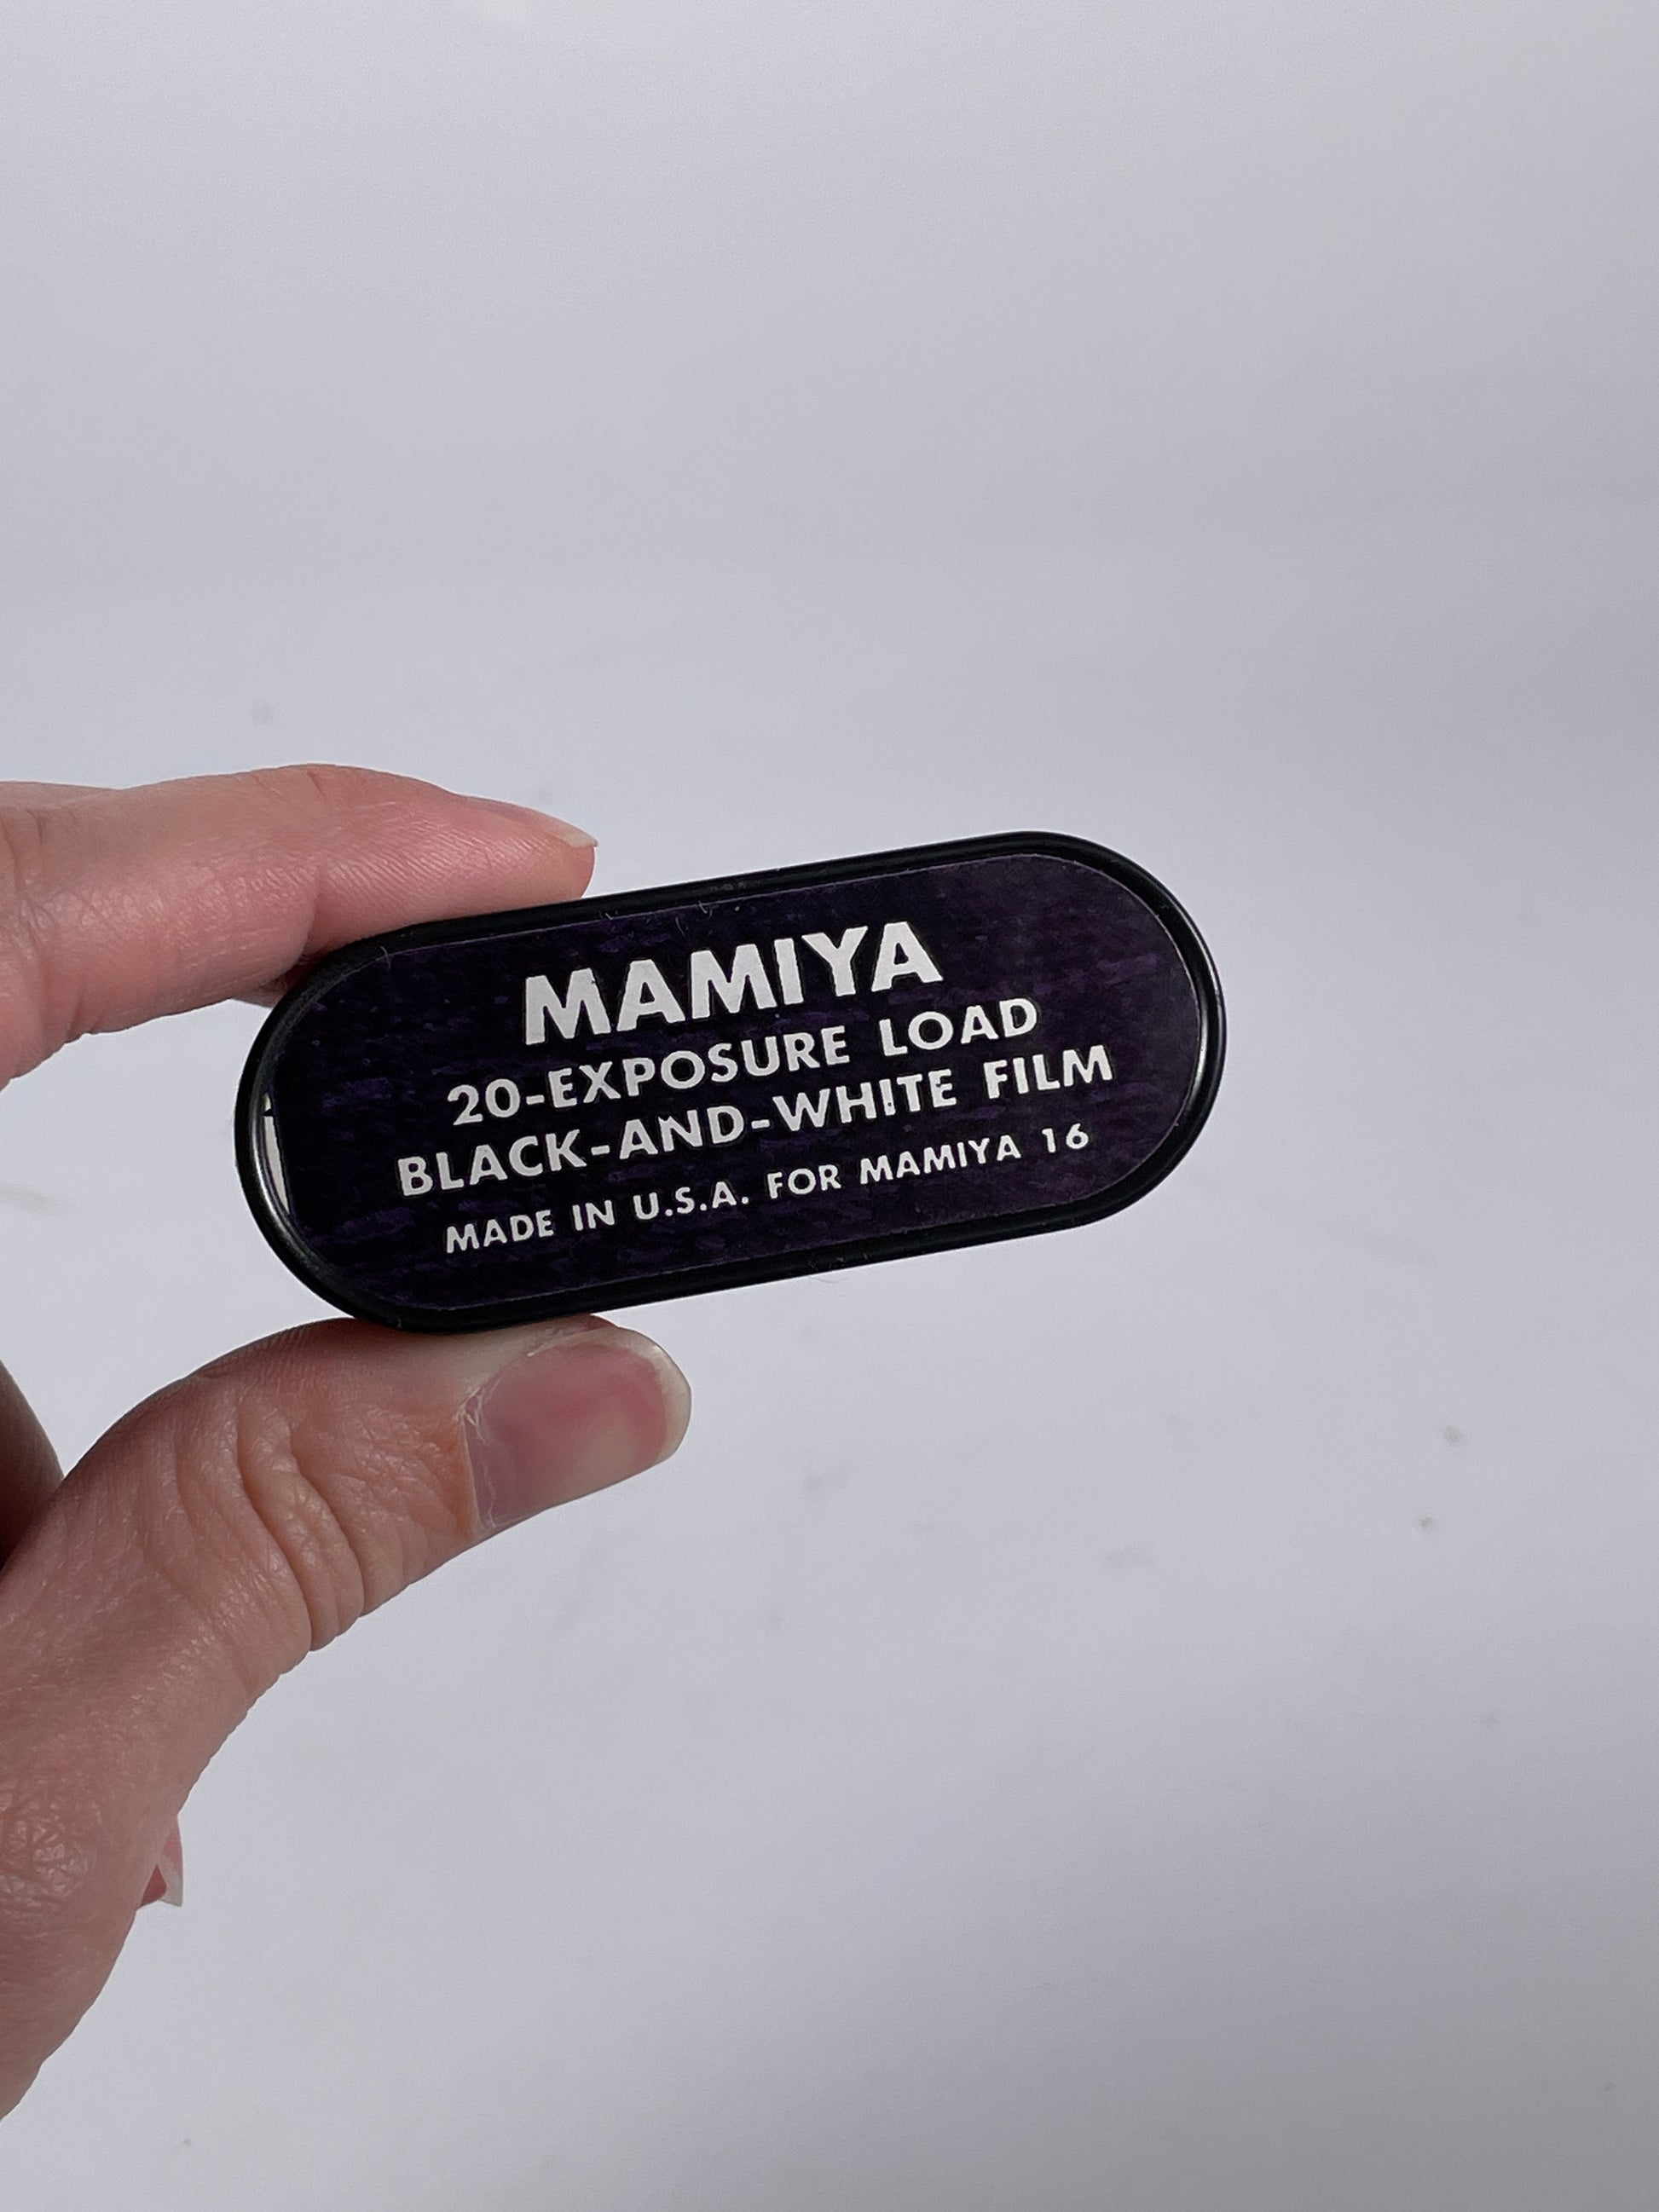 MAMIYA
20-EXPOSURE LOAD
BLACK-AND-WHITE FILM
MADE IN U.S.A. FOR MAMIYA 16